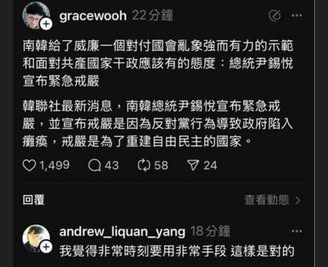 gracewooh 22分鐘
南韓給了威廉一個對付國會亂象強而有力的示範
和面對共產國家干政應該有的態度：總統尹錫悅
宣布緊急戒嚴
韓聯社最新消息，南韓總統尹錫悅宣布緊急戒
嚴，並宣布戒嚴是因為反對黨行為導致政府陷入
癱瘓，戒嚴是為了重建自由民主的國家。
1,499 43 58 24
回覆 查看動態
andrew_liquan_yang 18分鐘
我覺得非常時刻要用非常手段 這樣是對的